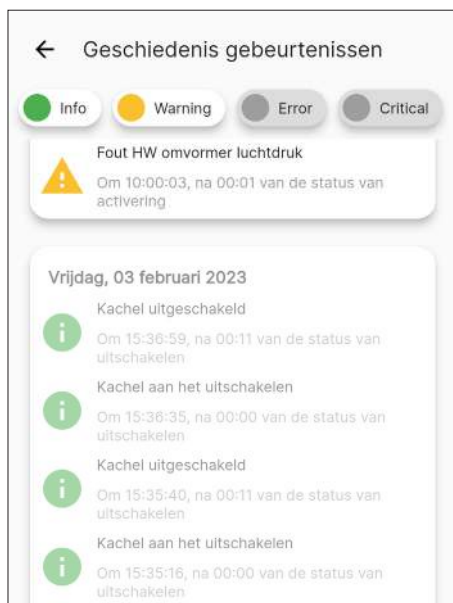 Geschiedenis gebeurtenissen
Info Warning Error Critical
Fout HW omvormer luchtdruk
Om 10:00:03, na 00:01 van de status van
activering
Vrijdag, 03 februari 2023
Kachel uitgeschakeld
Om 15:36:59, na 00:11 van de status van
uitschakelen
Kachel aan het uitschakelen
Om 15:36:35, na 00:00 van de status van
uitschakelen
Kachel uitgeschakeld
Om 15:35:40, na 00:11 van de status van
uitschakelen
Kachel aan het uitschakelen
Om 15:35:16, na 00:00 van de status van
uitschakelen